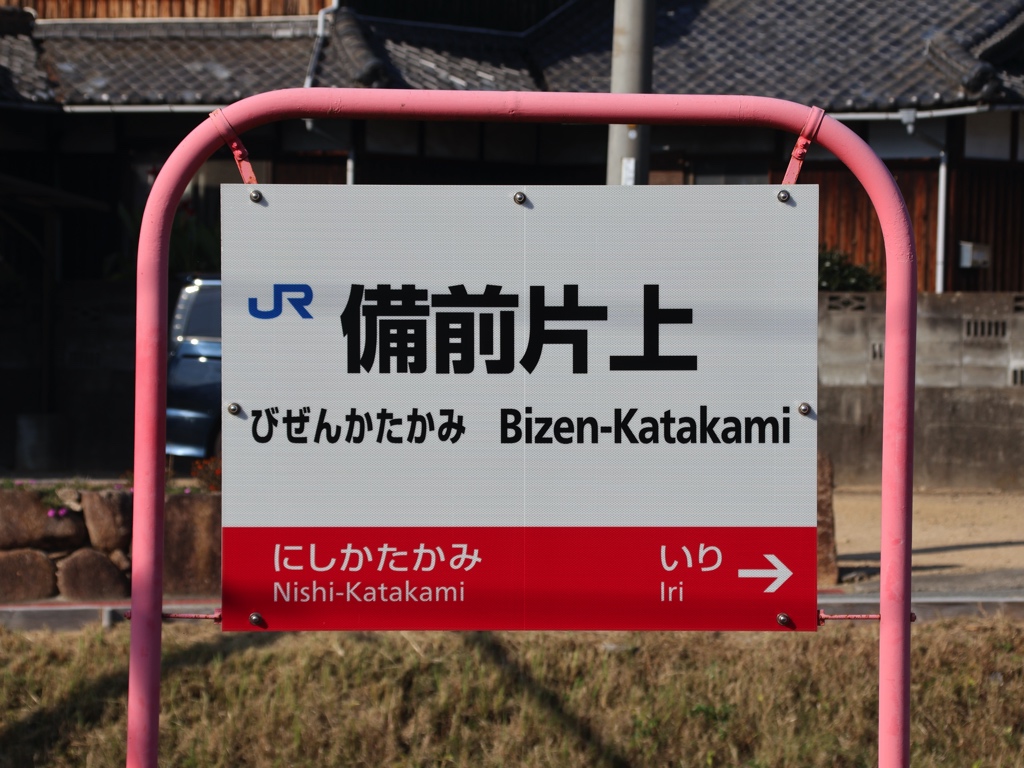 JR 備前片上
びぜんかたかみ Bizen-Katakami
にしかたかみ いり →
Nishi-Katakami Iri